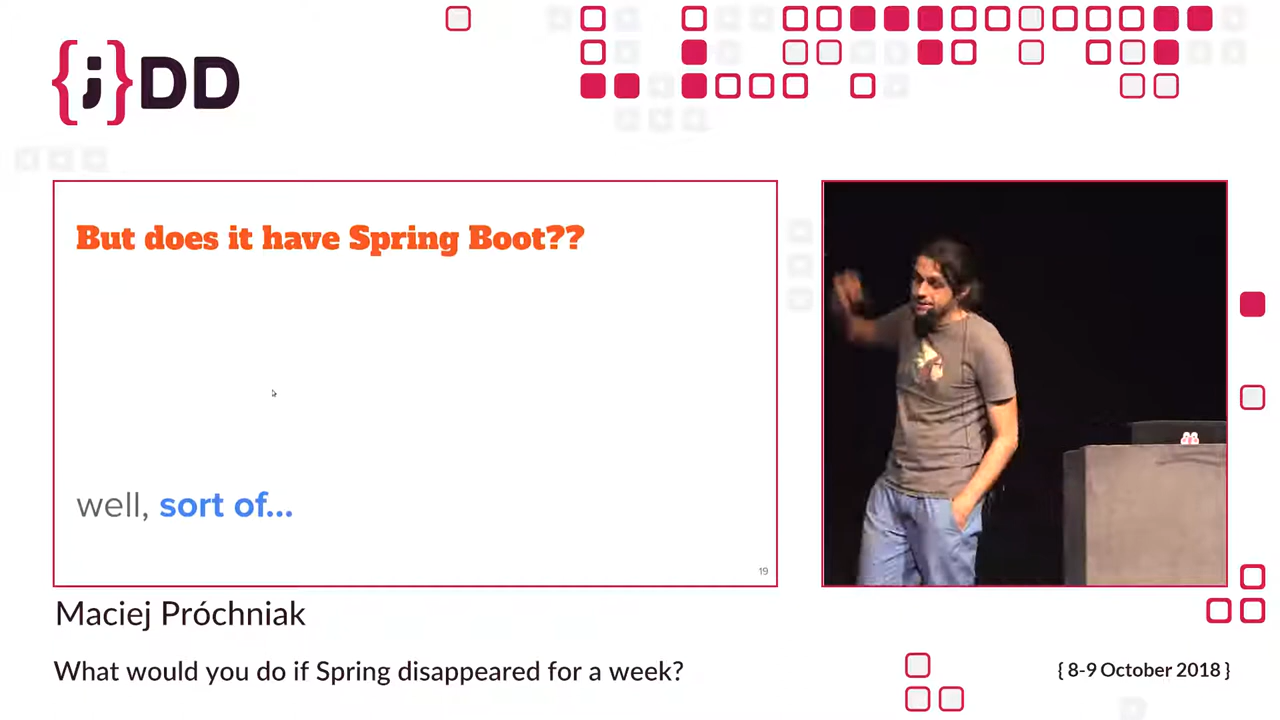 {j}DD
But does it have Spring Boot??
well, sort of...
19
Maciej Próchniak
What would you do if Spring disappeared for a week?
{ 8-9 October 2018 }